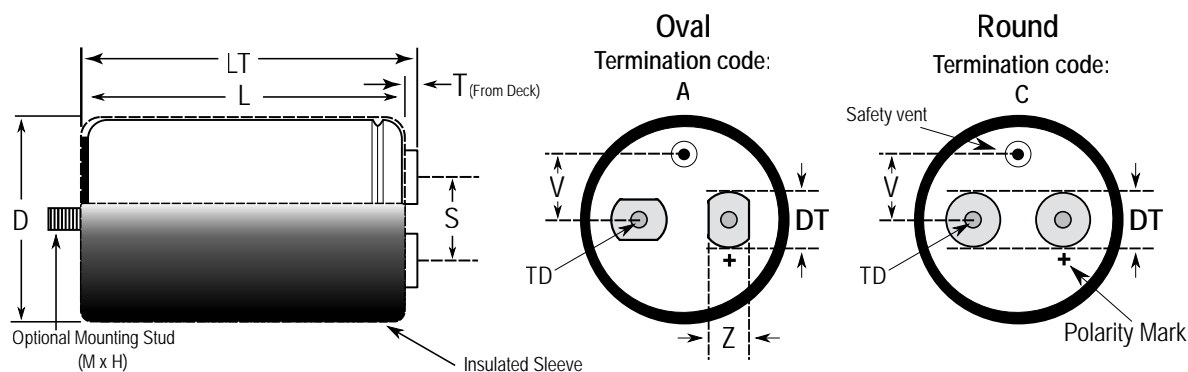 LT
L
T (From Deck)
D
S
Optional Mounting Stud
(M x H)
Insulated Sleeve
Oval
Termination code:
A
V
DT
TD
+
Z
Round
Termination code:
C
Safety vent
V
DT
TD
+
Polarity Mark